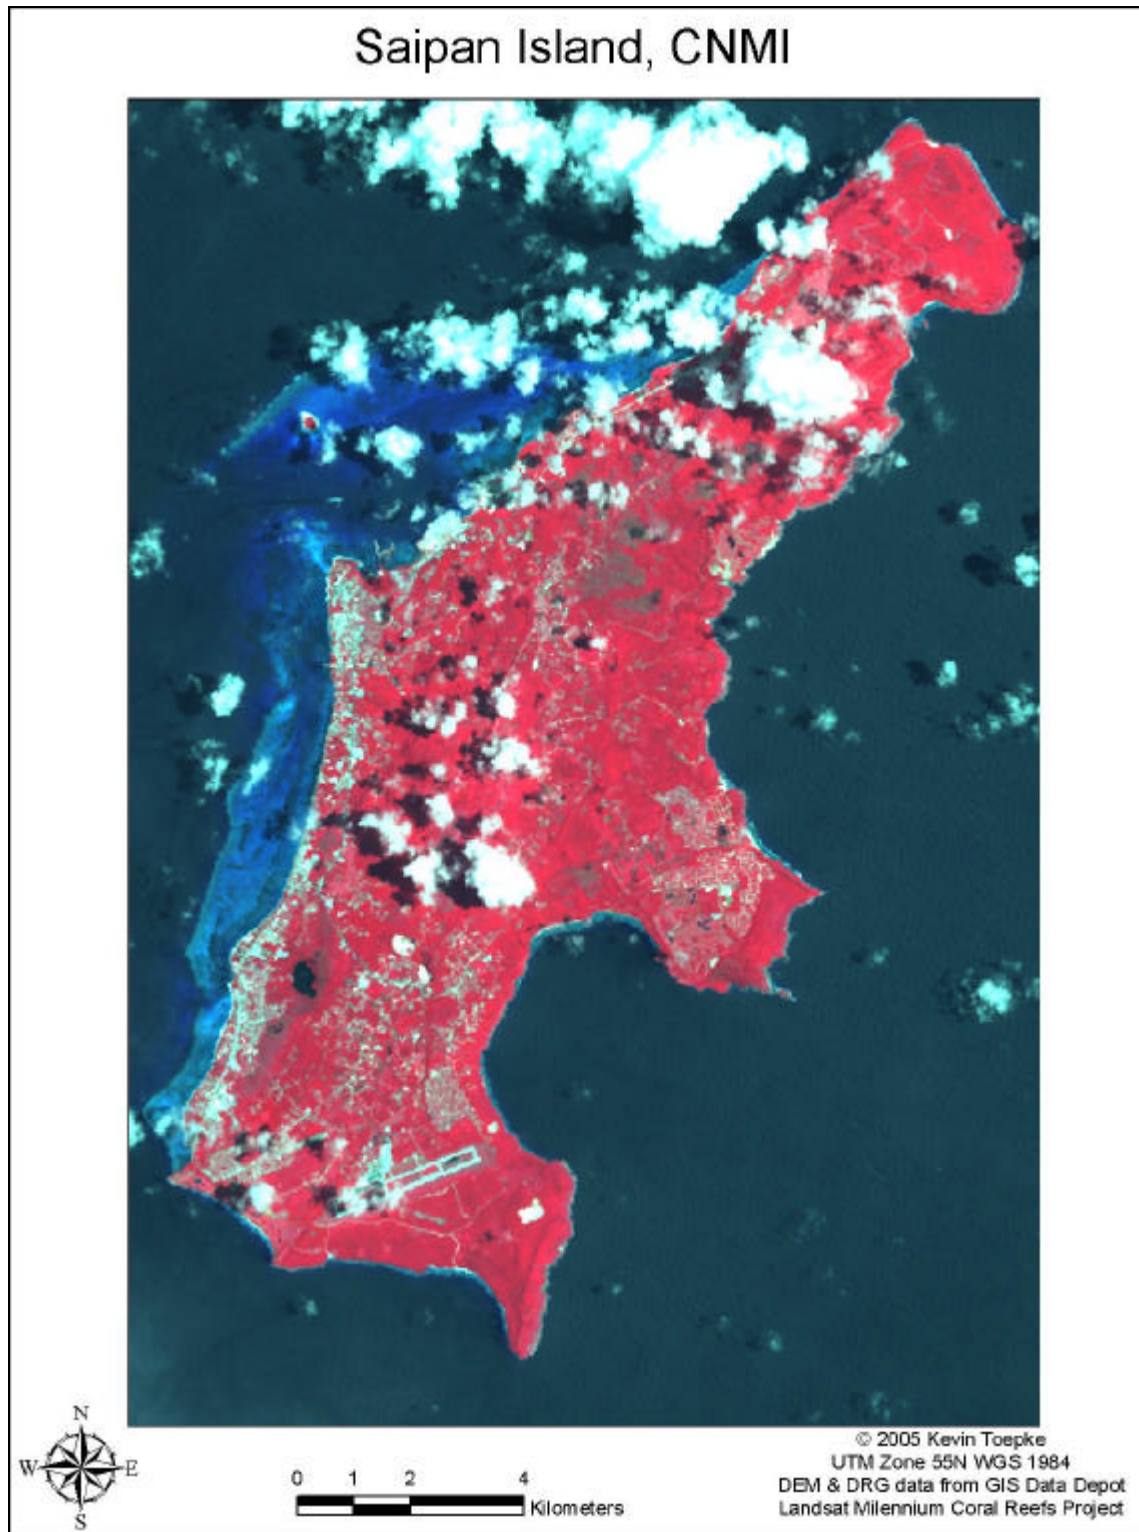 Saipan Island, CNMI
N
W E
S
0 1 2 4
Kilometers
© 2005 Kevin Toepke
UTM Zone 55N WGS 1984
DEM & DRG data from GIS Data Depot
Landsat Milennium Coral Reefs Project